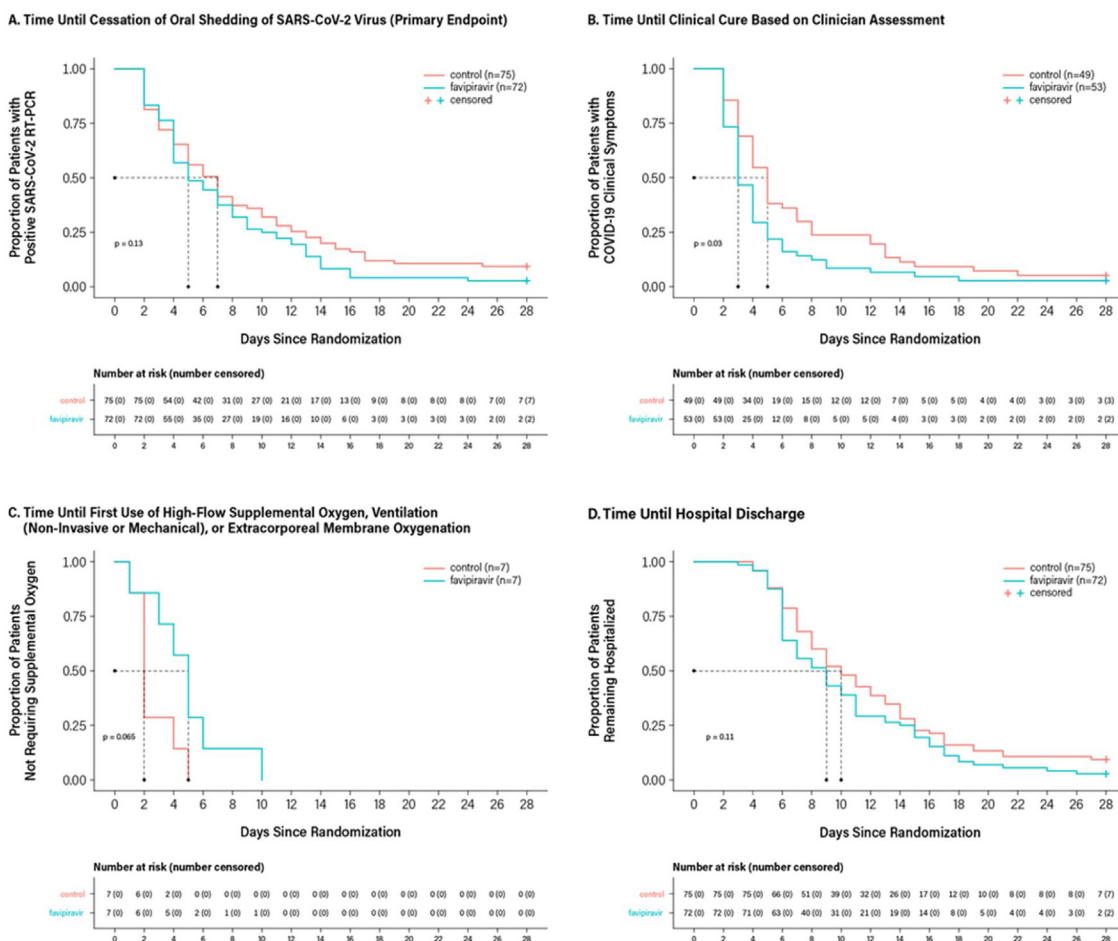 A. Time Until Cessation of Oral Shedding of SARS-CoV-2 Virus (Primary Endpoint)
Proportion of Patients with
Positive SARS-CoV-2 RT-PCR
1.00
0.75
0.50
0.25
0.00
control (n=75)
favipiravir (n=72)
censored
p = 0.13
0 2 4 6 8 10 12 14 16 18 20 22 24 26 28
Days Since Randomization
Number at risk (number censored)
control 75 (0) 75 (0) 54 (0) 42 (0) 31 (0) 27 (0) 21 (0) 17 (0) 13 (0) 9 (0) 8 (0) 8 (0) 8 (0) 7 (0) 7 (7)
favipiravir 72 (0) 72 (0) 55 (0) 35 (0) 27 (0) 19 (0) 16 (0) 10 (0) 6 (0) 3 (0) 3 (0) 3 (0) 3 (0) 2 (0) 2 (2)
0 2 4 6 8 10 12 14 16 18 20 22 24 26 28
B. Time Until Clinical Cure Based on Clinician Assessment
Proportion of Patients with
COVID-19 Clinical Symptoms
1.00
0.75
0.50
0.25
0.00
control (n=49)
favipiravir (n=53)
censored
p = 0.03
0 2 4 6 8 10 12 14 16 18 20 22 24 26 28
Days Since Randomization
Number at risk (number censored)
control 49 (0) 49 (0) 34 (0) 19 (0) 15 (0) 12 (0) 12 (0) 7 (0) 5 (0) 5 (0) 4 (0) 4 (0) 3 (0) 3 (0) 3 (3)
favipiravir 53 (0) 53 (0) 25 (0) 12 (0) 8 (0) 5 (0) 5 (0) 4 (0) 3 (0) 3 (0) 2 (0) 2 (0) 2 (0) 2 (0) 2 (2)
0 2 4 6 8 10 12 14 16 18 20 22 24 26 28
C. Time Until First Use of High-Flow Supplemental Oxygen, Ventilation
(Non-Invasive or Mechanical), or Extracorporeal Membrane Oxygenation
Proportion of Patients
Not Requiring Supplemental Oxygen
1.00
0.75
0.50
0.25
0.00
control (n=7)
favipiravir (n=7)
p = 0.065
0 2 4 6 8 10 12 14 16 18 20 22 24 26 28
Days Since Randomization
Number at risk (number censored)
control 7 (0) 6 (0) 2 (0) 0 (0) 0 (0) 0 (0) 0 (0) 0 (0) 0 (0) 0 (0) 0 (0) 0 (0) 0 (0) 0 (0) 0 (0)
favipiravir 7 (0) 6 (0) 5 (0) 2 (0) 1 (0) 1 (0) 0 (0) 0 (0) 0 (0) 0 (0) 0 (0) 0 (0) 0 (0) 0 (0) 0 (0)
0 2 4 6 8 10 12 14 16 18 20 22 24 26 28
D. Time Until Hospital Discharge
Proportion of Patients
Remaining Hospitalized
1.00
0.75
0.50
0.25
0.00
control (n=75)
favipiravir (n=72)
censored
p = 0.11
0 2 4 6 8 10 12 14 16 18 20 22 24 26 28
Days Since Randomization
Number at risk (number censored)
control 75 (0) 75 (0) 75 (0) 66 (0) 51 (0) 39 (0) 32 (0) 26 (0) 17 (0) 12 (0) 10 (0) 8 (0) 8 (0) 8 (0) 7 (7)
favipiravir 72 (0) 72 (0) 71 (0) 63 (0) 40 (0) 31 (0) 21 (0) 19 (0) 14 (0) 8 (0) 5 (0) 4 (0) 4 (0) 3 (0) 2 (2)
0 2 4 6 8 10 12 14 16 18 20 22 24 26 28